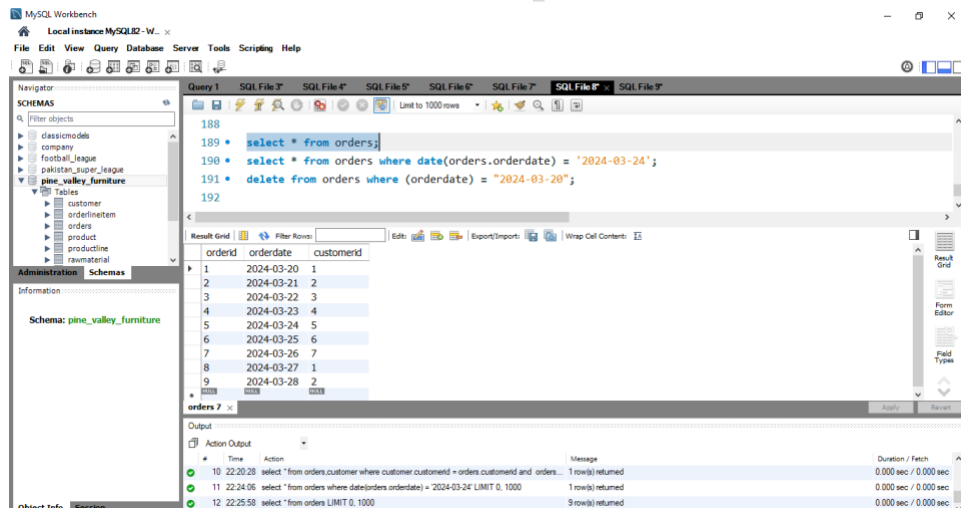 MySQL Workbench
Local instance MySQL82 - W... ×
File Edit View Query Database Server Tools Scripting Help
Navigator
SCHEMAS
Filter objects
classicmodels
company
football_league
pakistan_super_league
pine_valley_furniture
Tables
customer
orderlineitem
orders
product
productline
rawmaterial
Administration Schemas
Information
Schema: pine_valley_furniture
Object Info Session
Query 1 SQL File 3* SQL File 4* SQL File 5* SQL File 6* SQL File 7* SQL File 8* × SQL File 9*
Limit to 1000 rows
188
189 select * from orders;
190 select * from orders where date(orders.orderdate) = '2024-03-24';
191 delete from orders where (orderdate) = "2024-03-20";
192
Result Grid Filter Rows: Edit: Export/Import: Wrap Cell Content:
orderid orderdate customerid
1 2024-03-20 1
2 2024-03-21 2
3 2024-03-22 3
4 2024-03-23 4
5 2024-03-24 5
6 2024-03-25 6
7 2024-03-26 7
8 2024-03-27 1
9 2024-03-28 2
NULL NULL NULL
Result Grid
Form Editor
Field Types
orders 7 ×
Apply Revert
Output
Action Output
# Time Action Message Duration / Fetch
10 22:20:28 select * from orders,customer where customer.customerid = orders.customerid and orders... 1 row(s) returned 0.000 sec / 0.000 sec
11 22:24:06 select * from orders where date(orders.orderdate) = '2024-03-24' LIMIT 0, 1000 1 row(s) returned 0.000 sec / 0.000 sec
12 22:25:58 select * from orders LIMIT 0, 1000 9 row(s) returned 0.000 sec / 0.000 sec